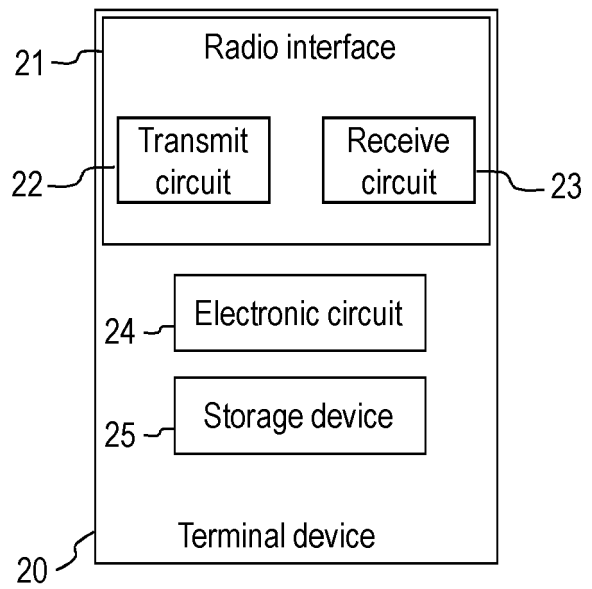 21
Radio interface
Transmit
circuit
Receive
circuit
22
23
24
Electronic circuit
25
Storage device
Terminal device
20